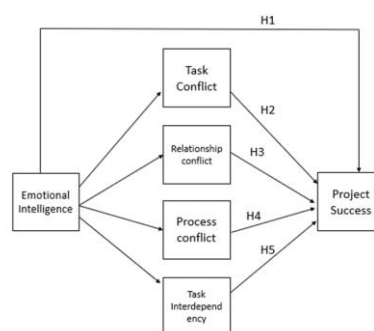 H1
Task
Conflict
H2
Relationship
conflict
H3
Emotional
Intelligence
Project
Success
Process
conflict
H4
H5
Task
Interdepend
ency